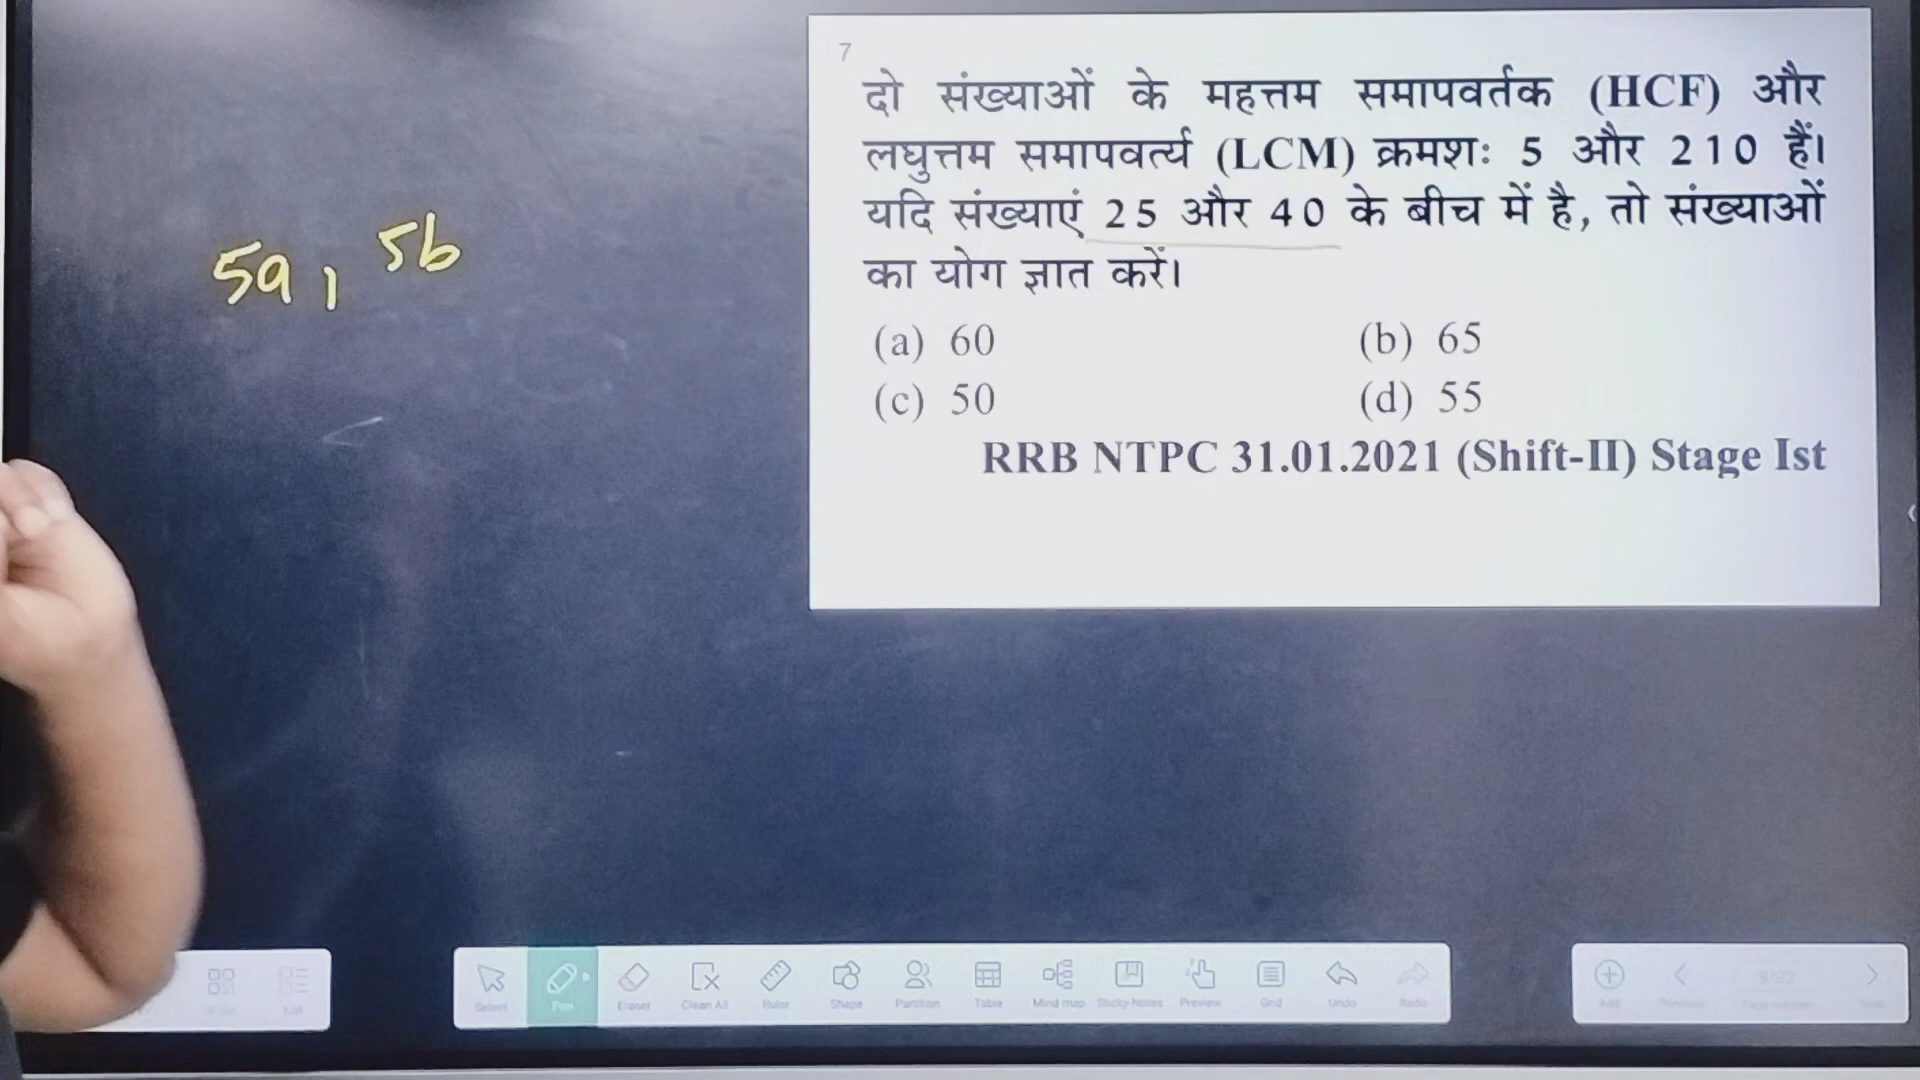 7
दो संख्याओं के महत्तम समापवर्तक (HCF) और
लघुत्तम समापवर्त्य (LCM) क्रमशः 5 और 210 हैं।
यदि संख्याएं 25 और 40 के बीच में है, तो संख्याओं
का योग ज्ञात करें।
(a) 60 (b) 65
(c) 50 (d) 55
RRB NTPC 31.01.2021 (Shift-II) Stage Ist
5a, 5b
List
Select Pen Eraser Clean All Ruler Shape Partition Table Mind map Sticky Notes Preview Grid Undo Redo
Add